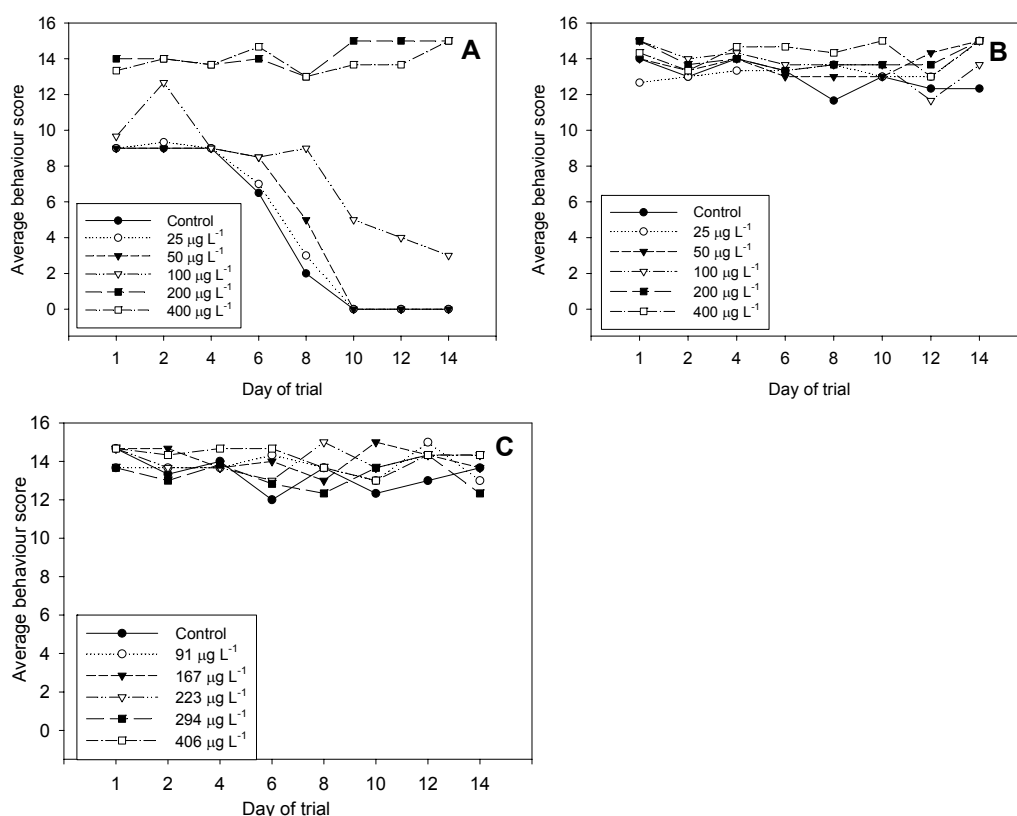 A
Average behaviour score
16
14
12
10
8
6
4
2
0
Control
25 µg L⁻¹
50 µg L⁻¹
100 µg L⁻¹
200 µg L⁻¹
400 µg L⁻¹
1 2 4 6 8 10 12 14
Day of trial
B
Average behaviour score
16
14
12
10
8
6
4
2
0
Control
25 µg L⁻¹
50 µg L⁻¹
100 µg L⁻¹
200 µg L⁻¹
400 µg L⁻¹
1 2 4 6 8 10 12 14
Day of trial
C
Average behaviour score
16
14
12
10
8
6
4
2
0
Control
91 µg L⁻¹
167 µg L⁻¹
223 µg L⁻¹
294 µg L⁻¹
406 µg L⁻¹
1 2 4 6 8 10 12 14
Day of trial